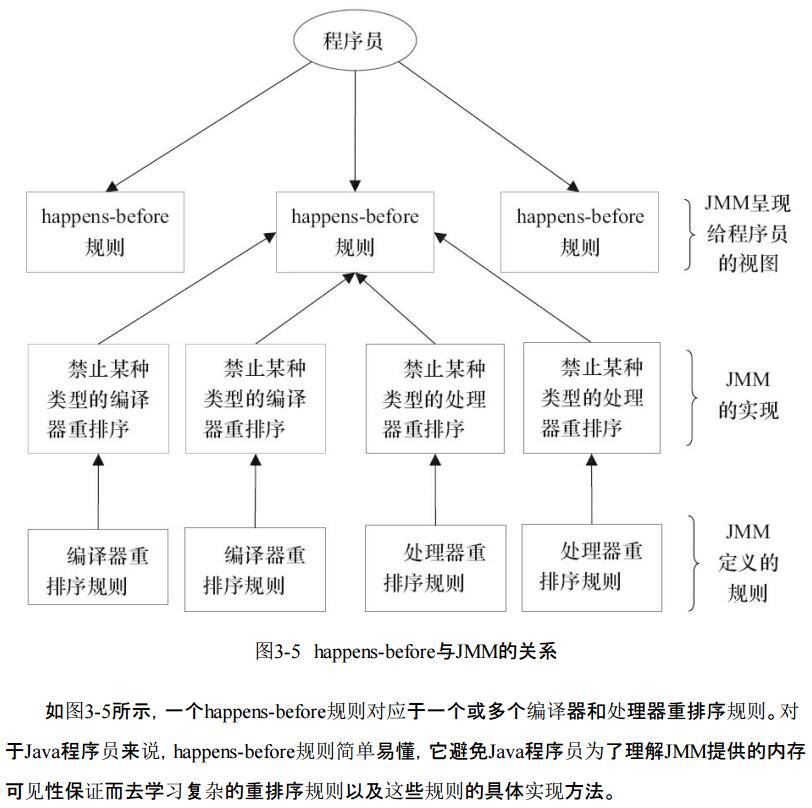 程序员
happens-before
规则
happens-before
规则
happens-before
规则
JMM呈现
给程序员
的视图
禁止某种
类型的编译
器重排序
禁止某种
类型的编译
器重排序
禁止某种
类型的处理
器重排序
禁止某种
类型的处理
器重排序
JMM
的实现
编译器重
排序规则
编译器重
排序规则
处理器重
排序规则
处理器重
排序规则
JMM
定义的
规则
图3-5 happens-before与JMM的关系
如图3-5所示，一个happens-before规则对应于一个或多个编译器和处理器重排序规则。对
于Java程序员来说，happens-before规则简单易懂，它避免Java程序员为了理解JMM提供的内存
可见性保证而去学习复杂的重排序规则以及这些规则的具体实现方法。